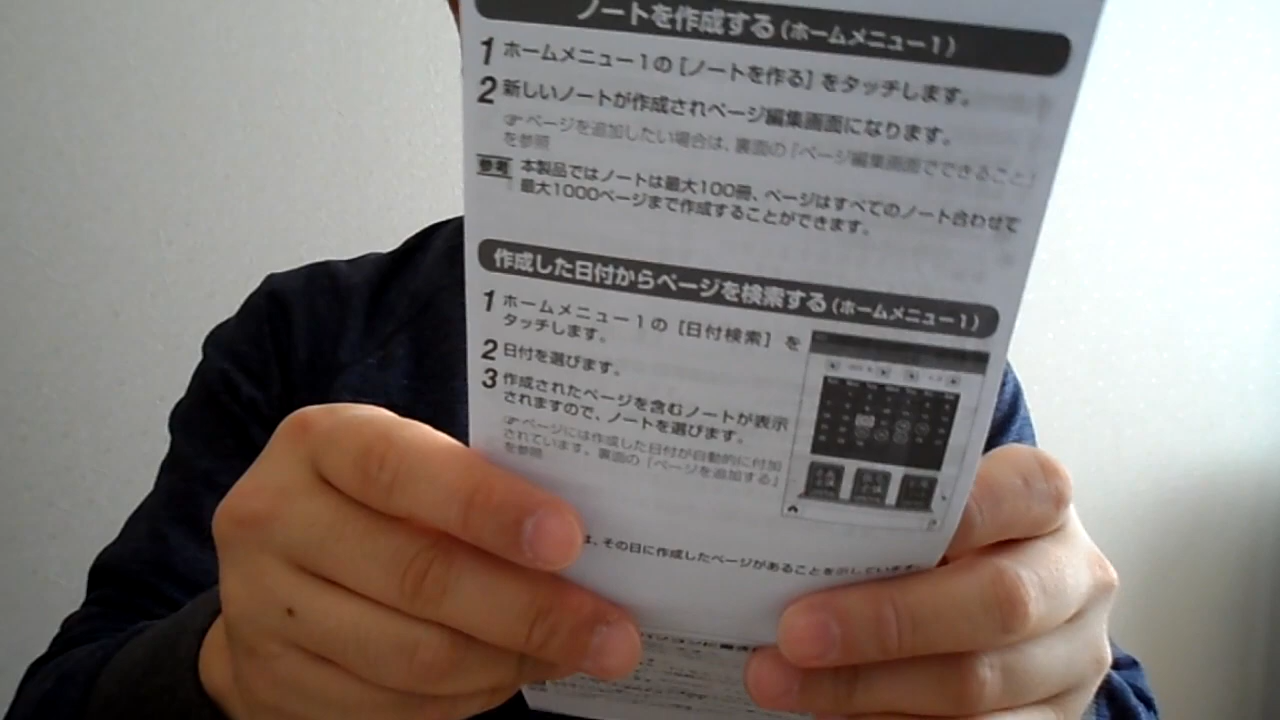 ノートを作成する(ホームメニュー1)
1 ホームメニュー1の[ノートを作る]をタッチします。
2 新しいノートが作成されページ編集画面になります。
☞ページを追加したい場合は、裏面の「ページ編集画面でできること」
を参照
参考 本製品ではノートは最大100冊、ページはすべてのノート合わせて
最大1000ページまで作成することができます。
作成した日付からページを検索する(ホームメニュー1)
1 ホームメニュー1の[日付検索]を
タッチします。
2 日付を選びます。
3 作成されたページを含むノートが表示
されますので、ノートを選びます。
☞ページには作成した日付が自動的に付加
されています。裏面の「ページを追加する」
を参照
は、その日に作成したページがあることを示しています。